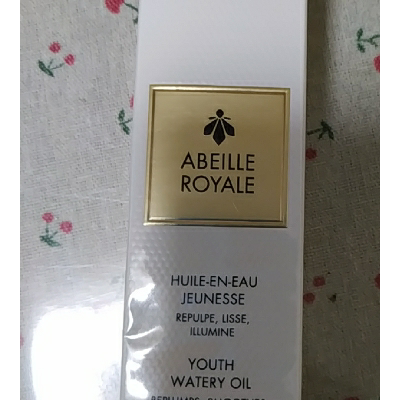 ABEILLE
ROYALE
HUILE-EN-EAU
JEUNESSE
REPULPE, LISSE,
ILLUMINE
YOUTH
WATERY OIL